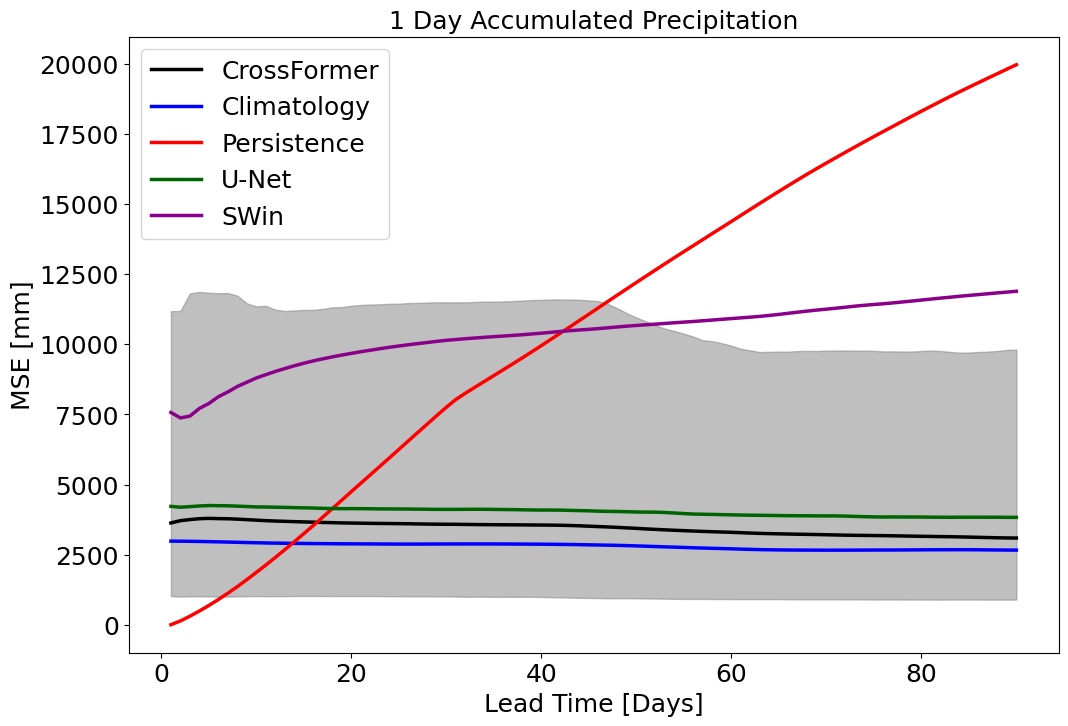 1 Day Accumulated Precipitation
CrossFormer
Climatology
Persistence
U-Net
SWin
MSE [mm]
20000
17500
15000
12500
10000
7500
5000
2500
0
0 20 40 60 80
Lead Time [Days]